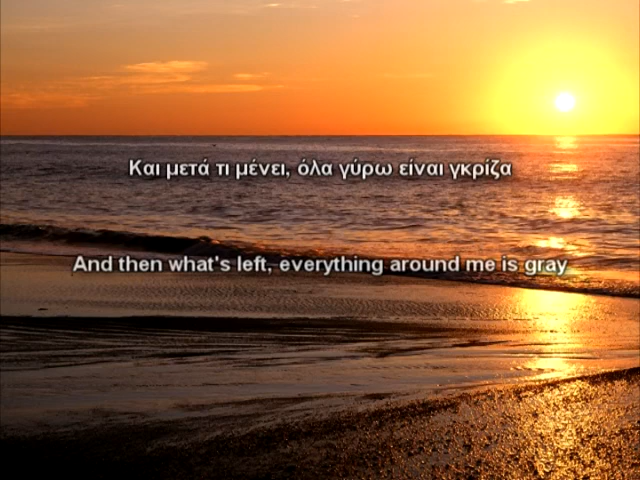 Και μετά τι μένει, όλα γύρω είναι γκρίζα
And then what's left, everything around me is gray